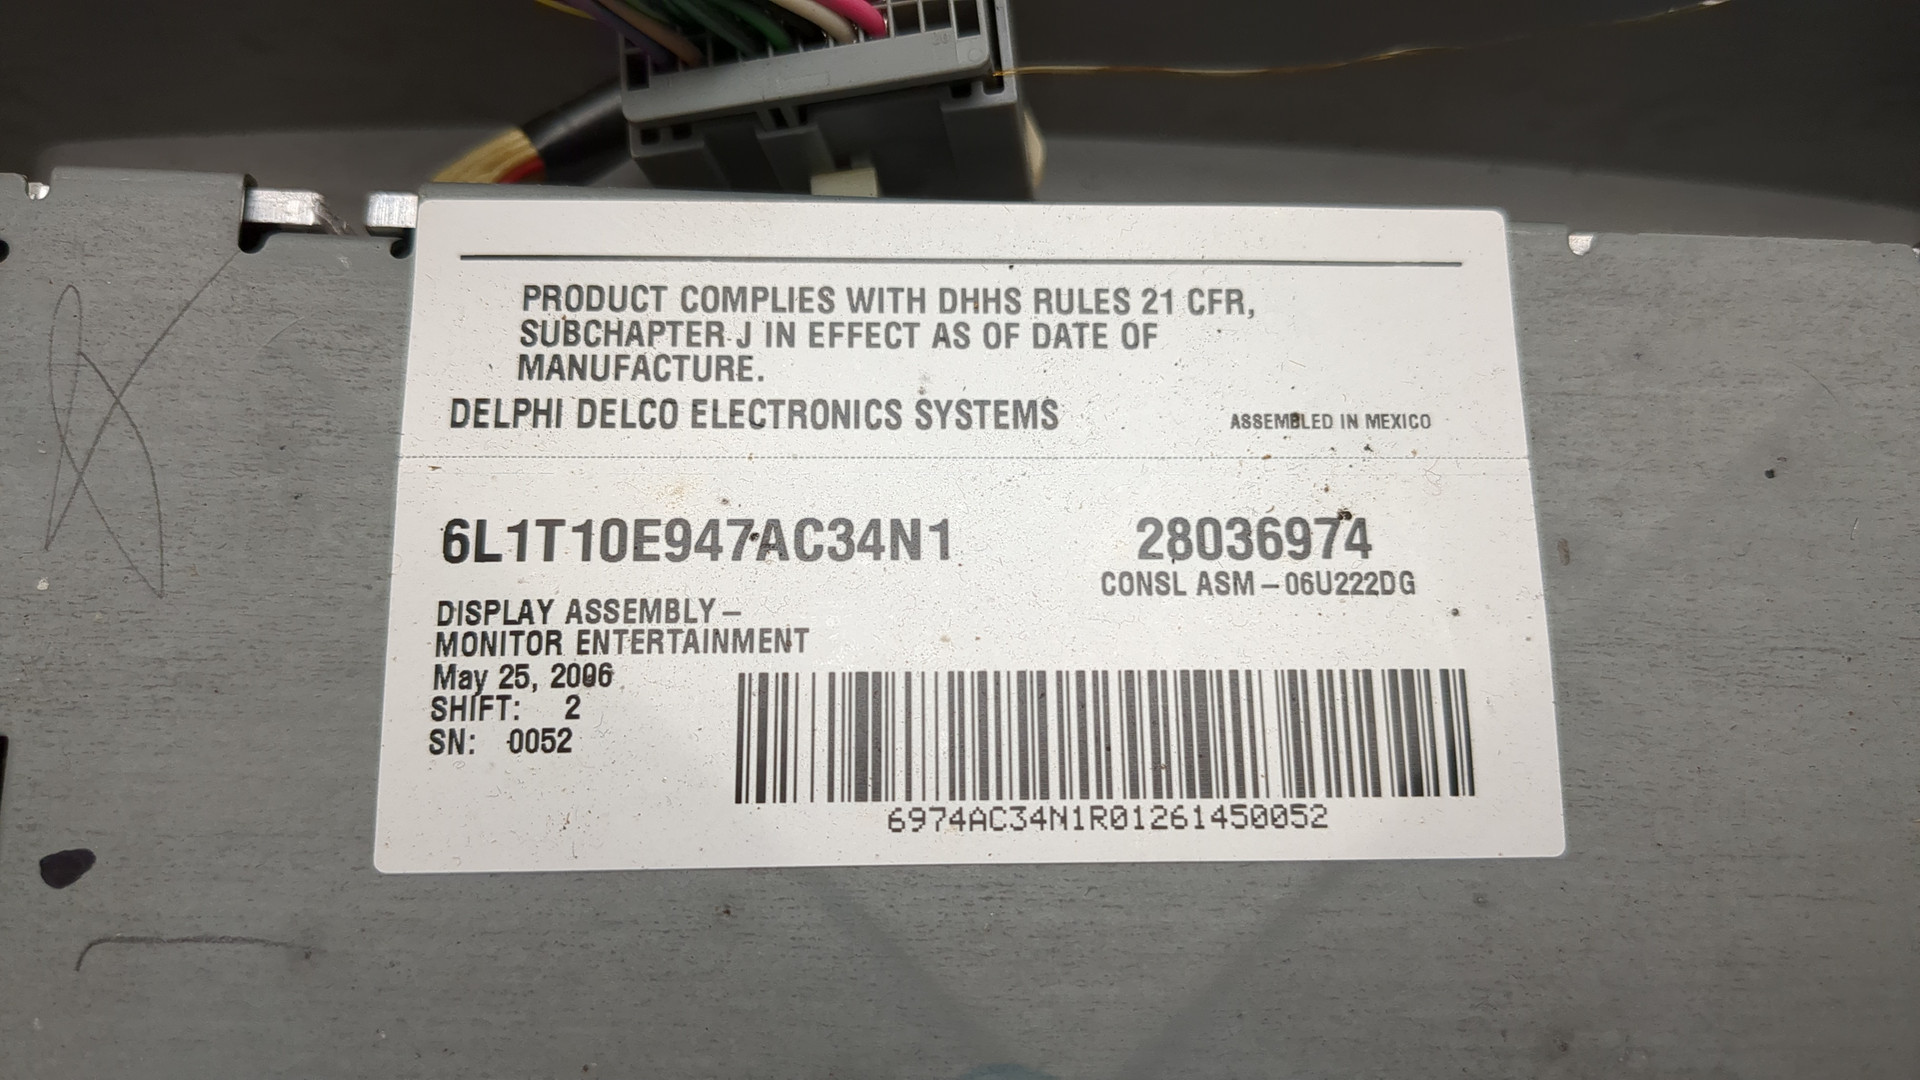 PRODUCT COMPLIES WITH DHHS RULES 21 CFR,
SUBCHAPTER J IN EFFECT AS OF DATE OF
MANUFACTURE.
DELPHI DELCO ELECTRONICS SYSTEMS
ASSEMBLED IN MEXICO
6L1T10E947AC34N1
28036974
CONSL ASM – 06U222DG
DISPLAY ASSEMBLY –
MONITOR ENTERTAINMENT
May 25, 2006
SHIFT: 2
SN: 0052
6974AC34N1R01261450052